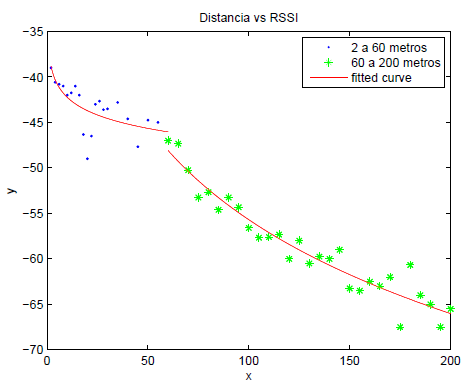 Distancia vs RSSI
2 a 60 metros
60 a 200 metros
fitted curve
-35
-40
-45
-50
-55
-60
-65
-70
y
0
50
100
150
200
x